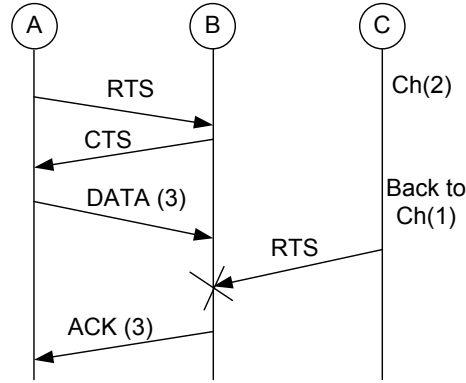 A
B
C
Ch(2)
RTS
CTS
DATA (3)
Back to
Ch(1)
RTS
ACK (3)